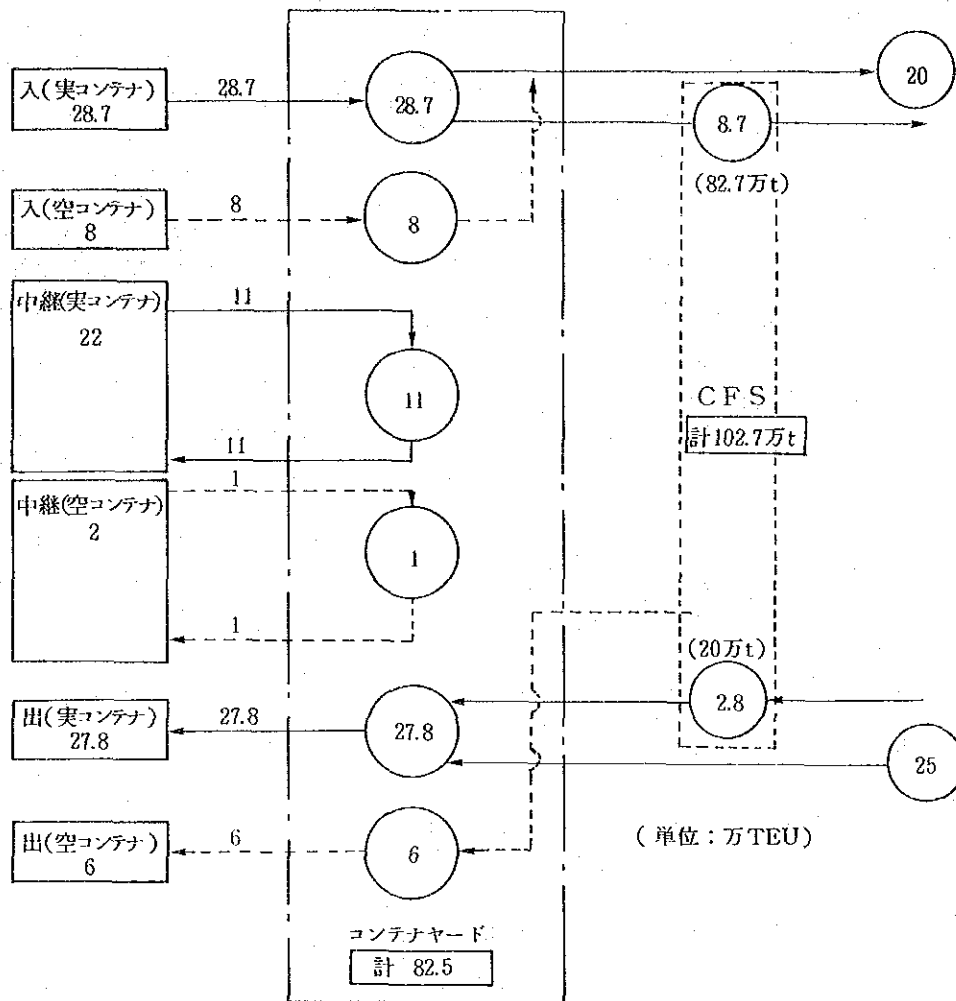 入(実コンテナ)
28.7
28.7
28.7
20
8.7
(82.7万t)
入(空コンテナ)
8
8
8
中継(実コンテナ)
22
11
11
11
CFS
計102.7万t
中継(空コンテナ)
2
1
1
1
(20万t)
2.8
出(実コンテナ)
27.8
27.8
27.8
25
出(空コンテナ)
6
6
6
(単位:万TEU)
コンテナヤード
計 82.5